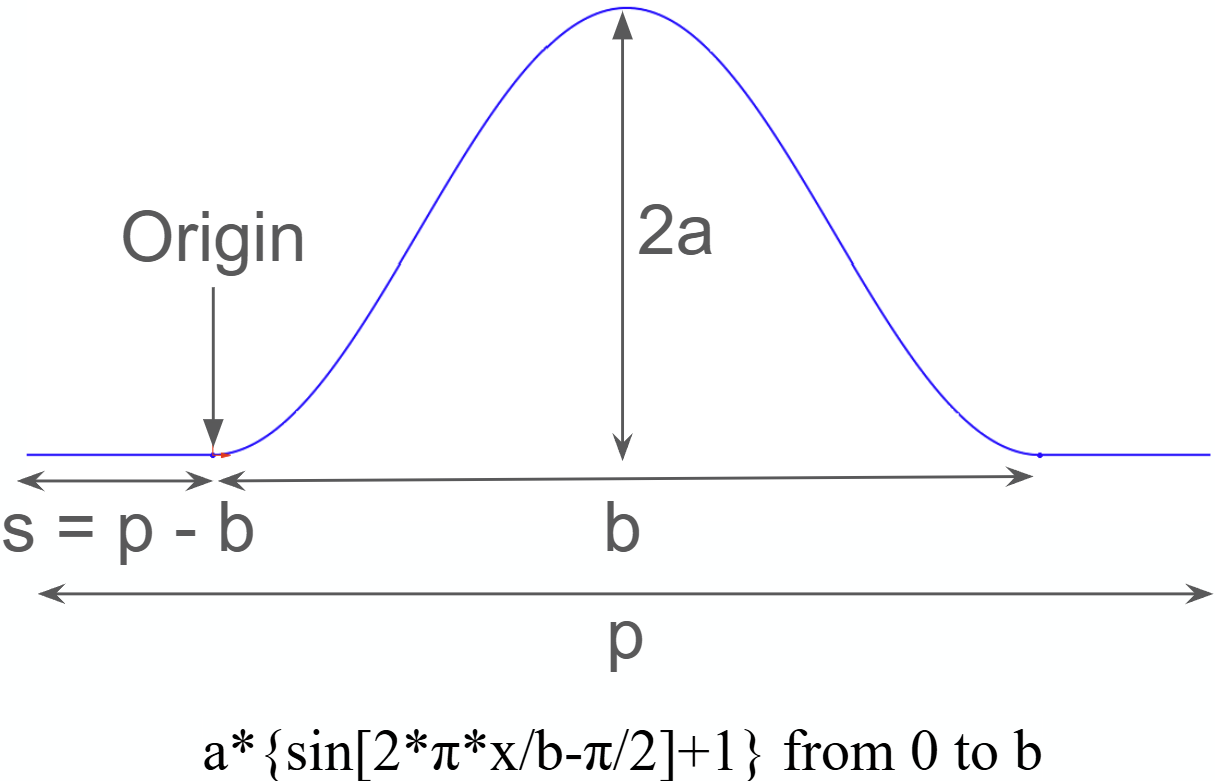 Origin
2a
s = p - b
b
p
a*{sin[2*π*x/b-π/2]+1} from 0 to b